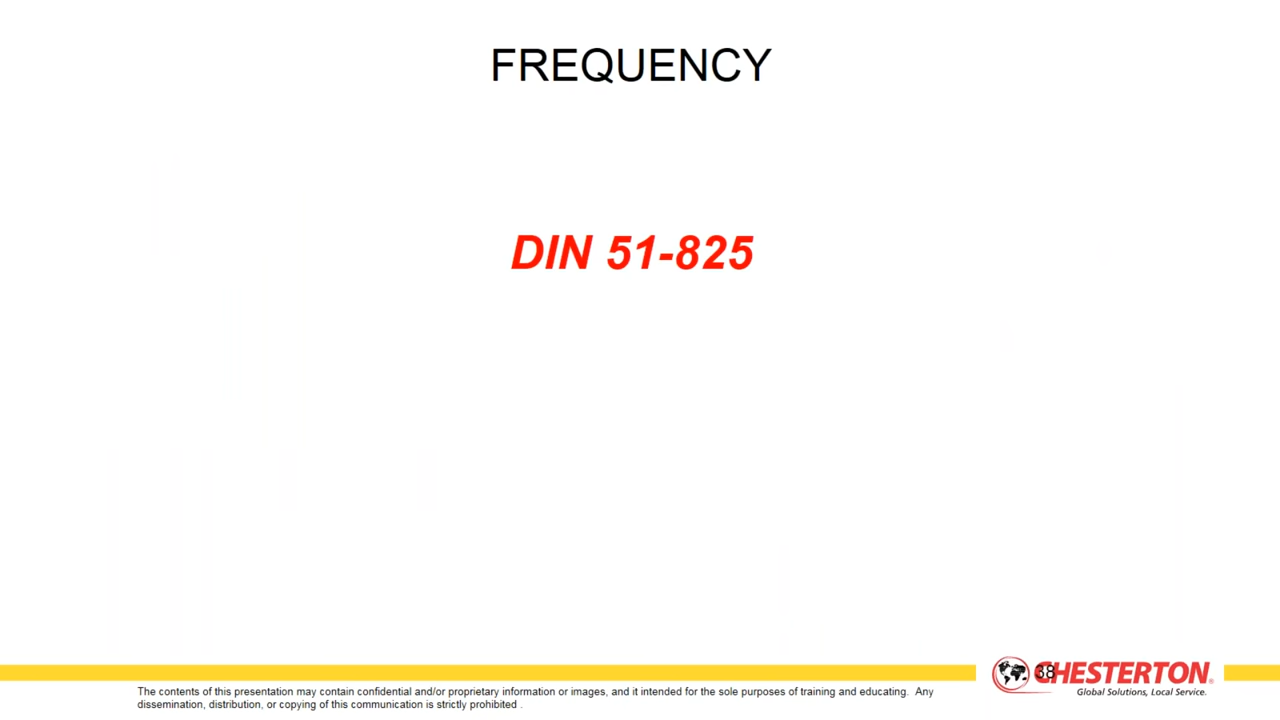 FREQUENCY
DIN 51-825
38
CHESTERTON
Global Solutions, Local Service.
The contents of this presentation may contain confidential and/or proprietary information or images, and it intended for the sole purposes of training and educating. Any
dissemination, distribution, or copying of this communication is strictly prohibited .